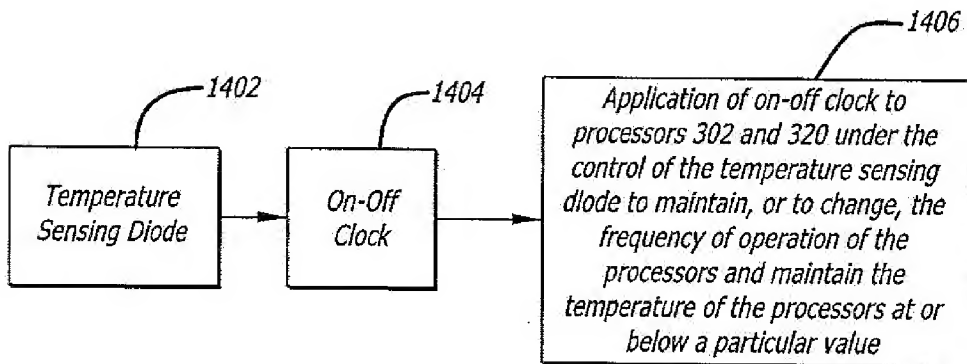 1402
Temperature
Sensing Diode
1404
On-Off
Clock
1406
Application of on-off clock to
processors 302 and 320 under the
control of the temperature sensing
diode to maintain, or to change, the
frequency of operation of the
processors and maintain the
temperature of the processors at or
below a particular value